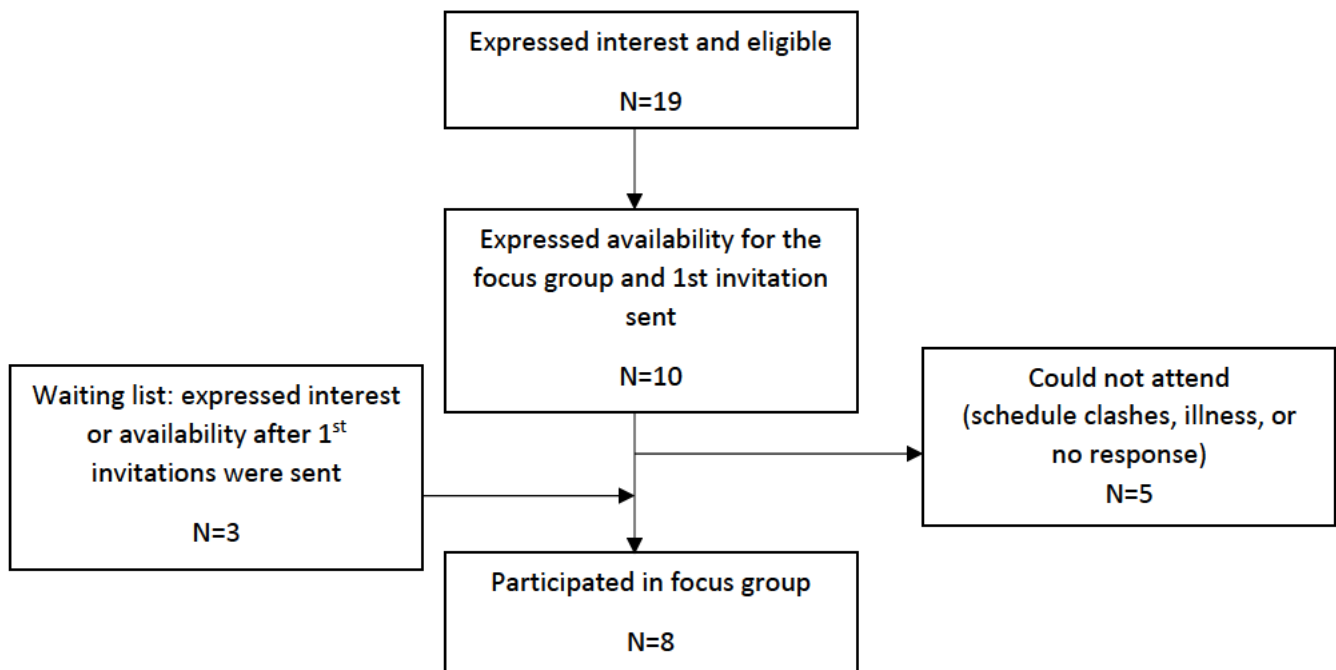 Expressed interest and eligible
N=19
Expressed availability for the
focus group and 1st invitation
sent
N=10
Waiting list: expressed interest
or availability after 1st
invitations were sent
N=3
Could not attend
(schedule clashes, illness, or
no response)
N=5
Participated in focus group
N=8